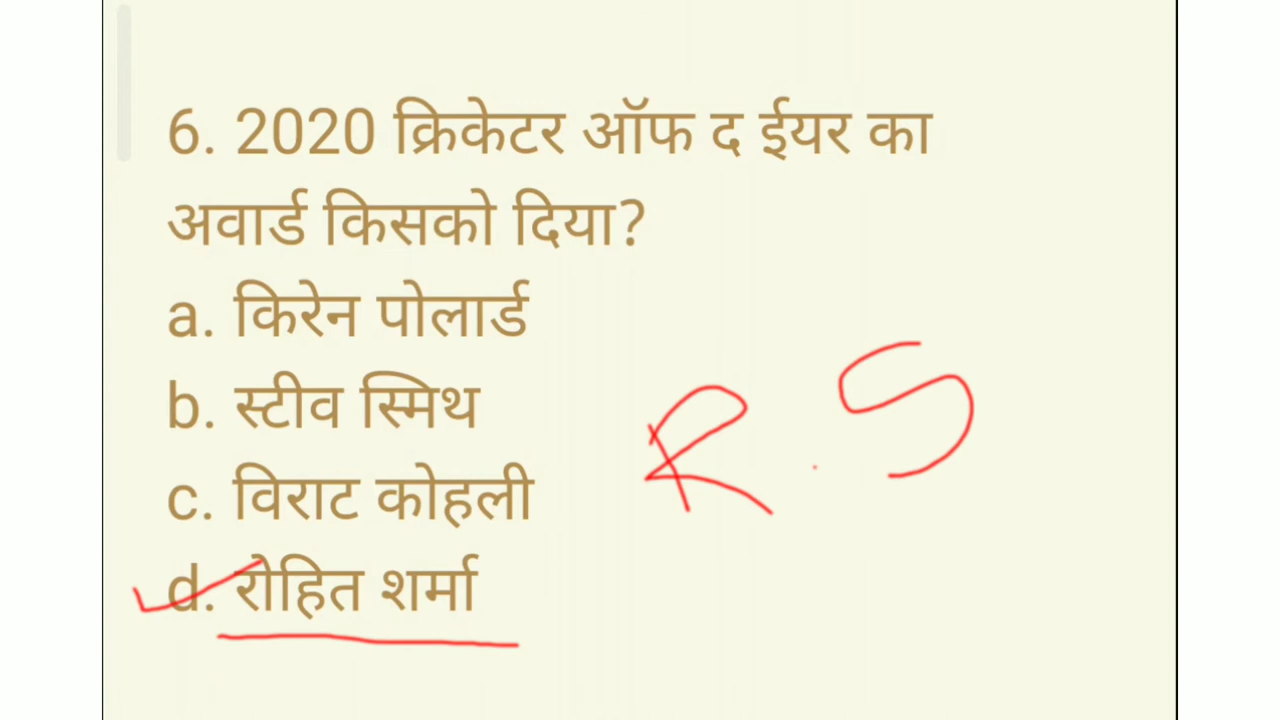 6. 2020 क्रिकेटर ऑफ द ईयर का
अवार्ड किसको दिया?
a. किरेन पोलार्ड
b. स्टीव स्मिथ
c. विराट कोहली
R.S
d. रोहित शर्मा